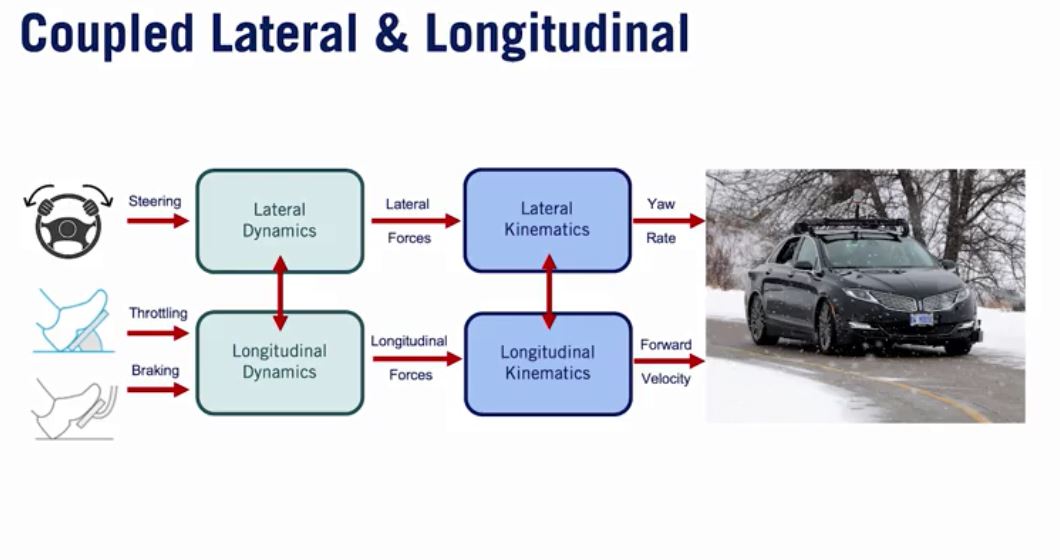 Coupled Lateral & Longitudinal
Steering
Lateral
Dynamics
Lateral
Forces
Lateral
Kinematics
Yaw
Rate
Throttling
Braking
Longitudinal
Dynamics
Longitudinal
Forces
Longitudinal
Kinematics
Forward
Velocity